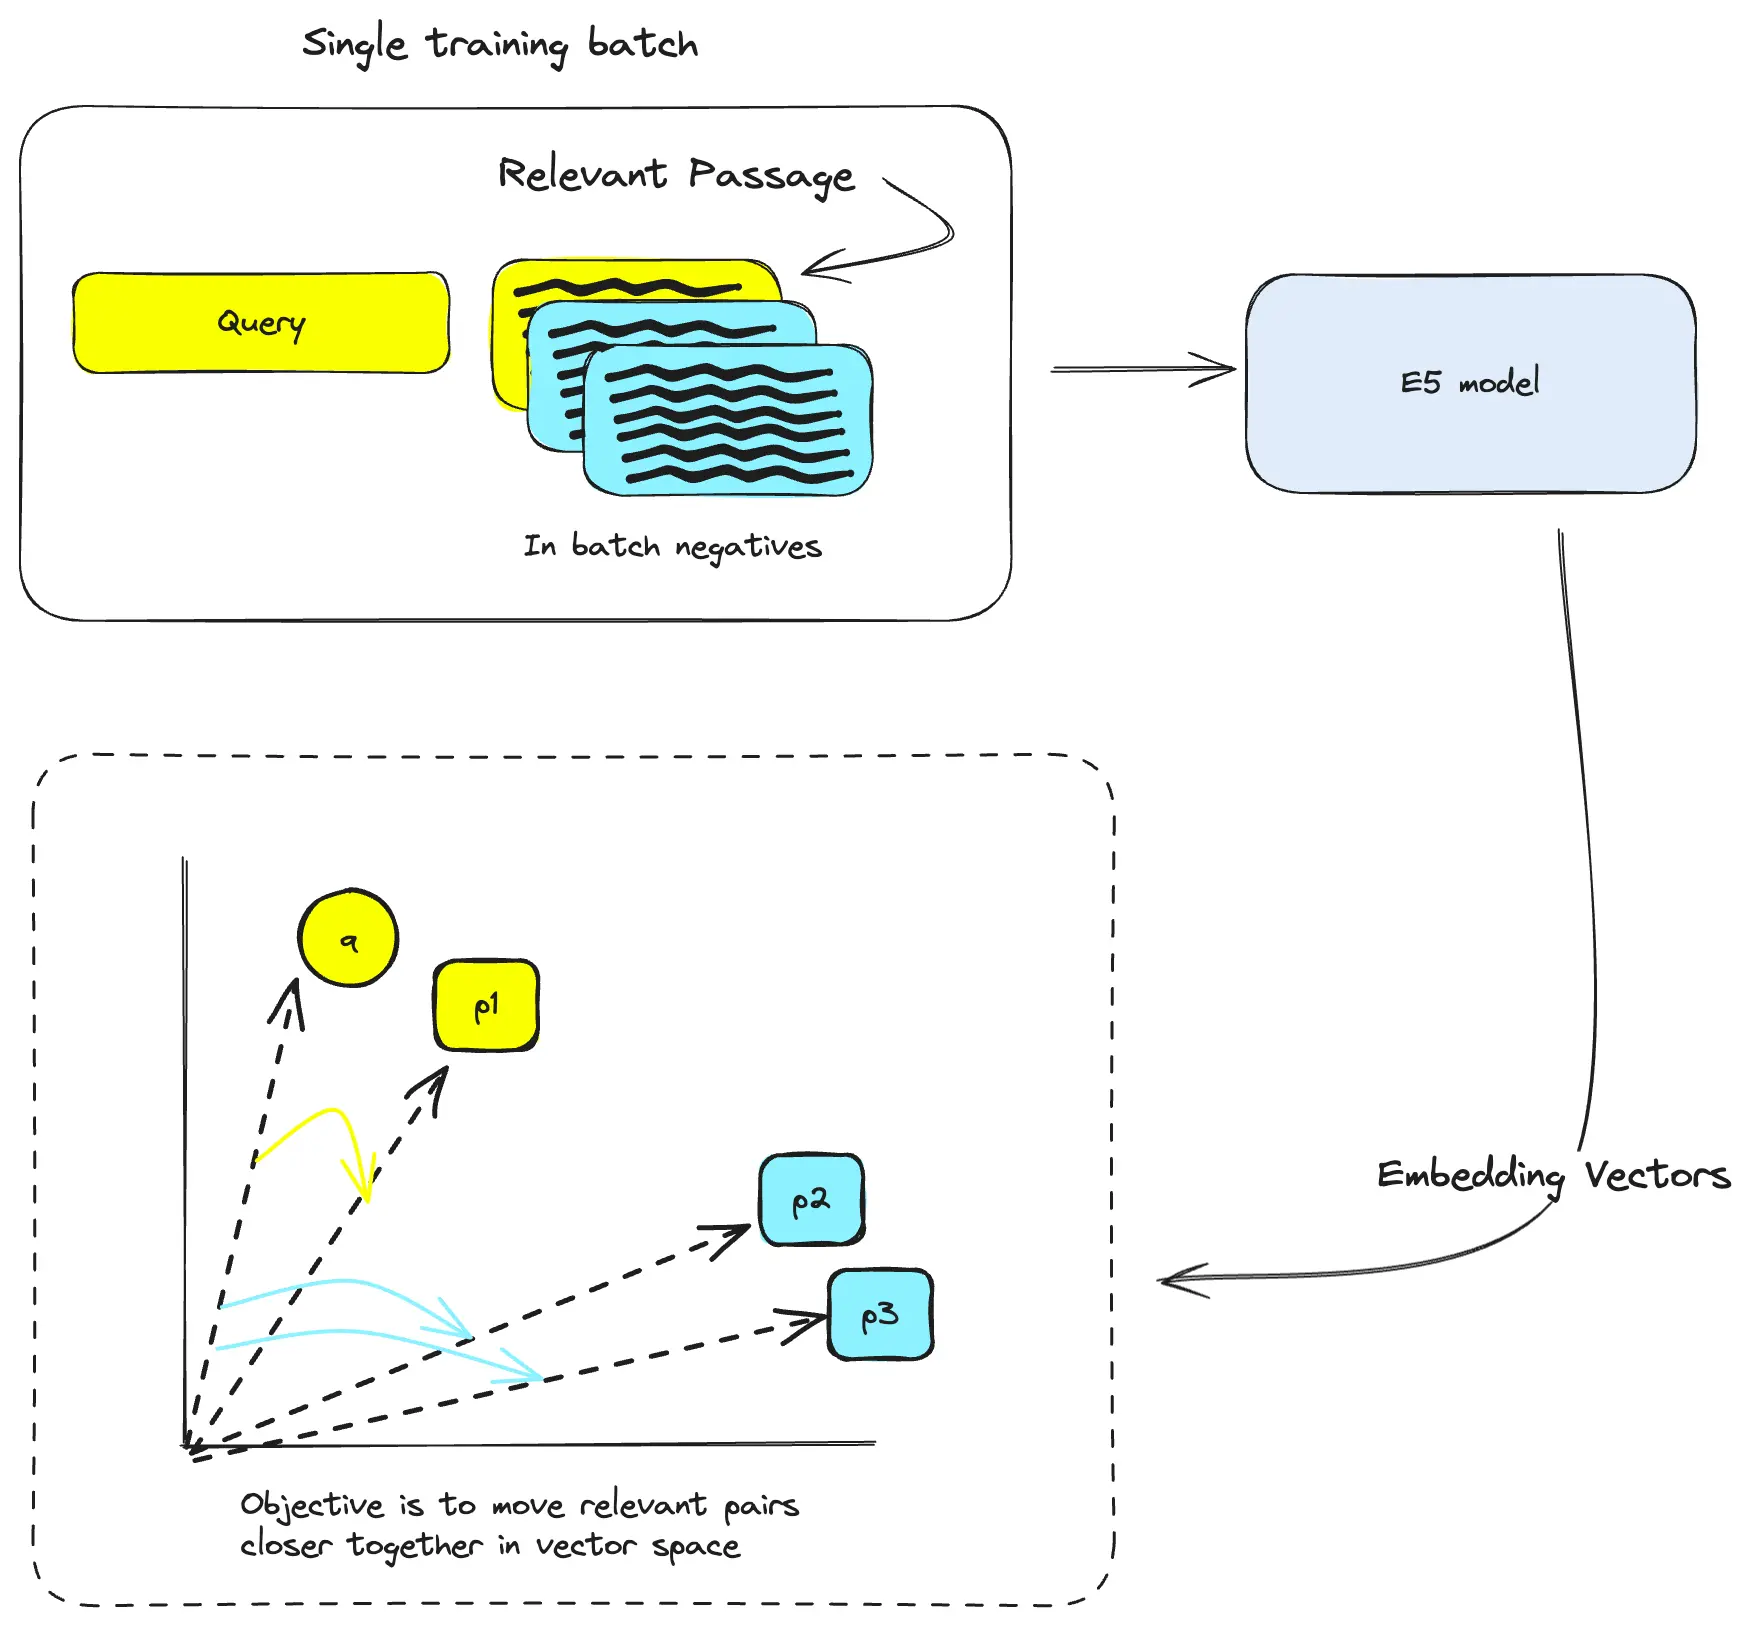 Single training batch
Relevant Passage
Query
In batch negatives
E5 model
q
p1
p2
p3
Embedding Vectors
Objective is to move relevant pairs
closer together in vector space